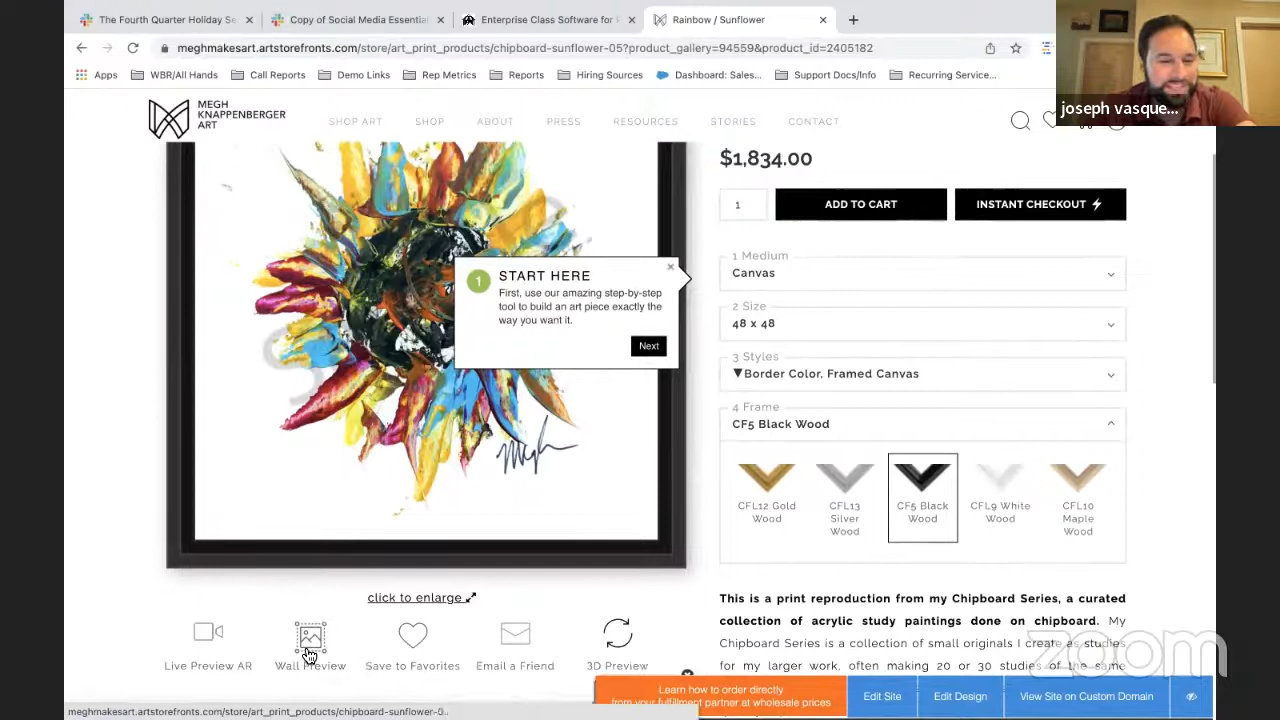 The Fourth Quarter Holiday Se
Copy of Social Media Essential
Enterprise Class Software for
Rainbow / Sunflower
meghmakesart.artstorefronts.com/store/art_print_products/chipboard-sunflower-05?product_gallery=94559&product_id=2405182
Apps
WBR/All Hands
Call Reports
Demo Links
Rep Metrics
Reports
Hiring Sources
Dashboard: Sales...
Support Docs/Info
Recurring Service...
joseph vasque...
MEGH
KNAPPENBERGER
ART
SHOP ART
SHOP
ABOUT
PRESS
RESOURCES
STORIES
CONTACT
$1,834.00
1
ADD TO CART
INSTANT CHECKOUT
1 Medium
Canvas
2 Size
48 x 48
3 Styles
▼Border Color, Framed Canvas
4 Frame
CF5 Black Wood
CFL12 Gold
Wood
CFL13
Silver
Wood
CF5 Black
Wood
CFL9 White
Wood
CFL10
Maple
Wood
1
START HERE
First, use our amazing step-by-step
tool to build an art piece exactly the
way you want it.
Next
Megh
click to enlarge
Live Preview AR
Wall Preview
Save to Favorites
Email a Friend
3D Preview
This is a print reproduction from my Chipboard Series, a curated
collection of acrylic study paintings done on chipboard. My
Chipboard Series is a collection of small originals I create as studies
for my larger work, often making 20 or 30 studies of the same
zoom
Learn how to order directly
from your fulfillment partner at wholesale prices
Edit Site
Edit Design
View Site on Custom Domain
meghmakesart.artstorefronts.com/store/art_print_products/chipboard-sunflower-0...